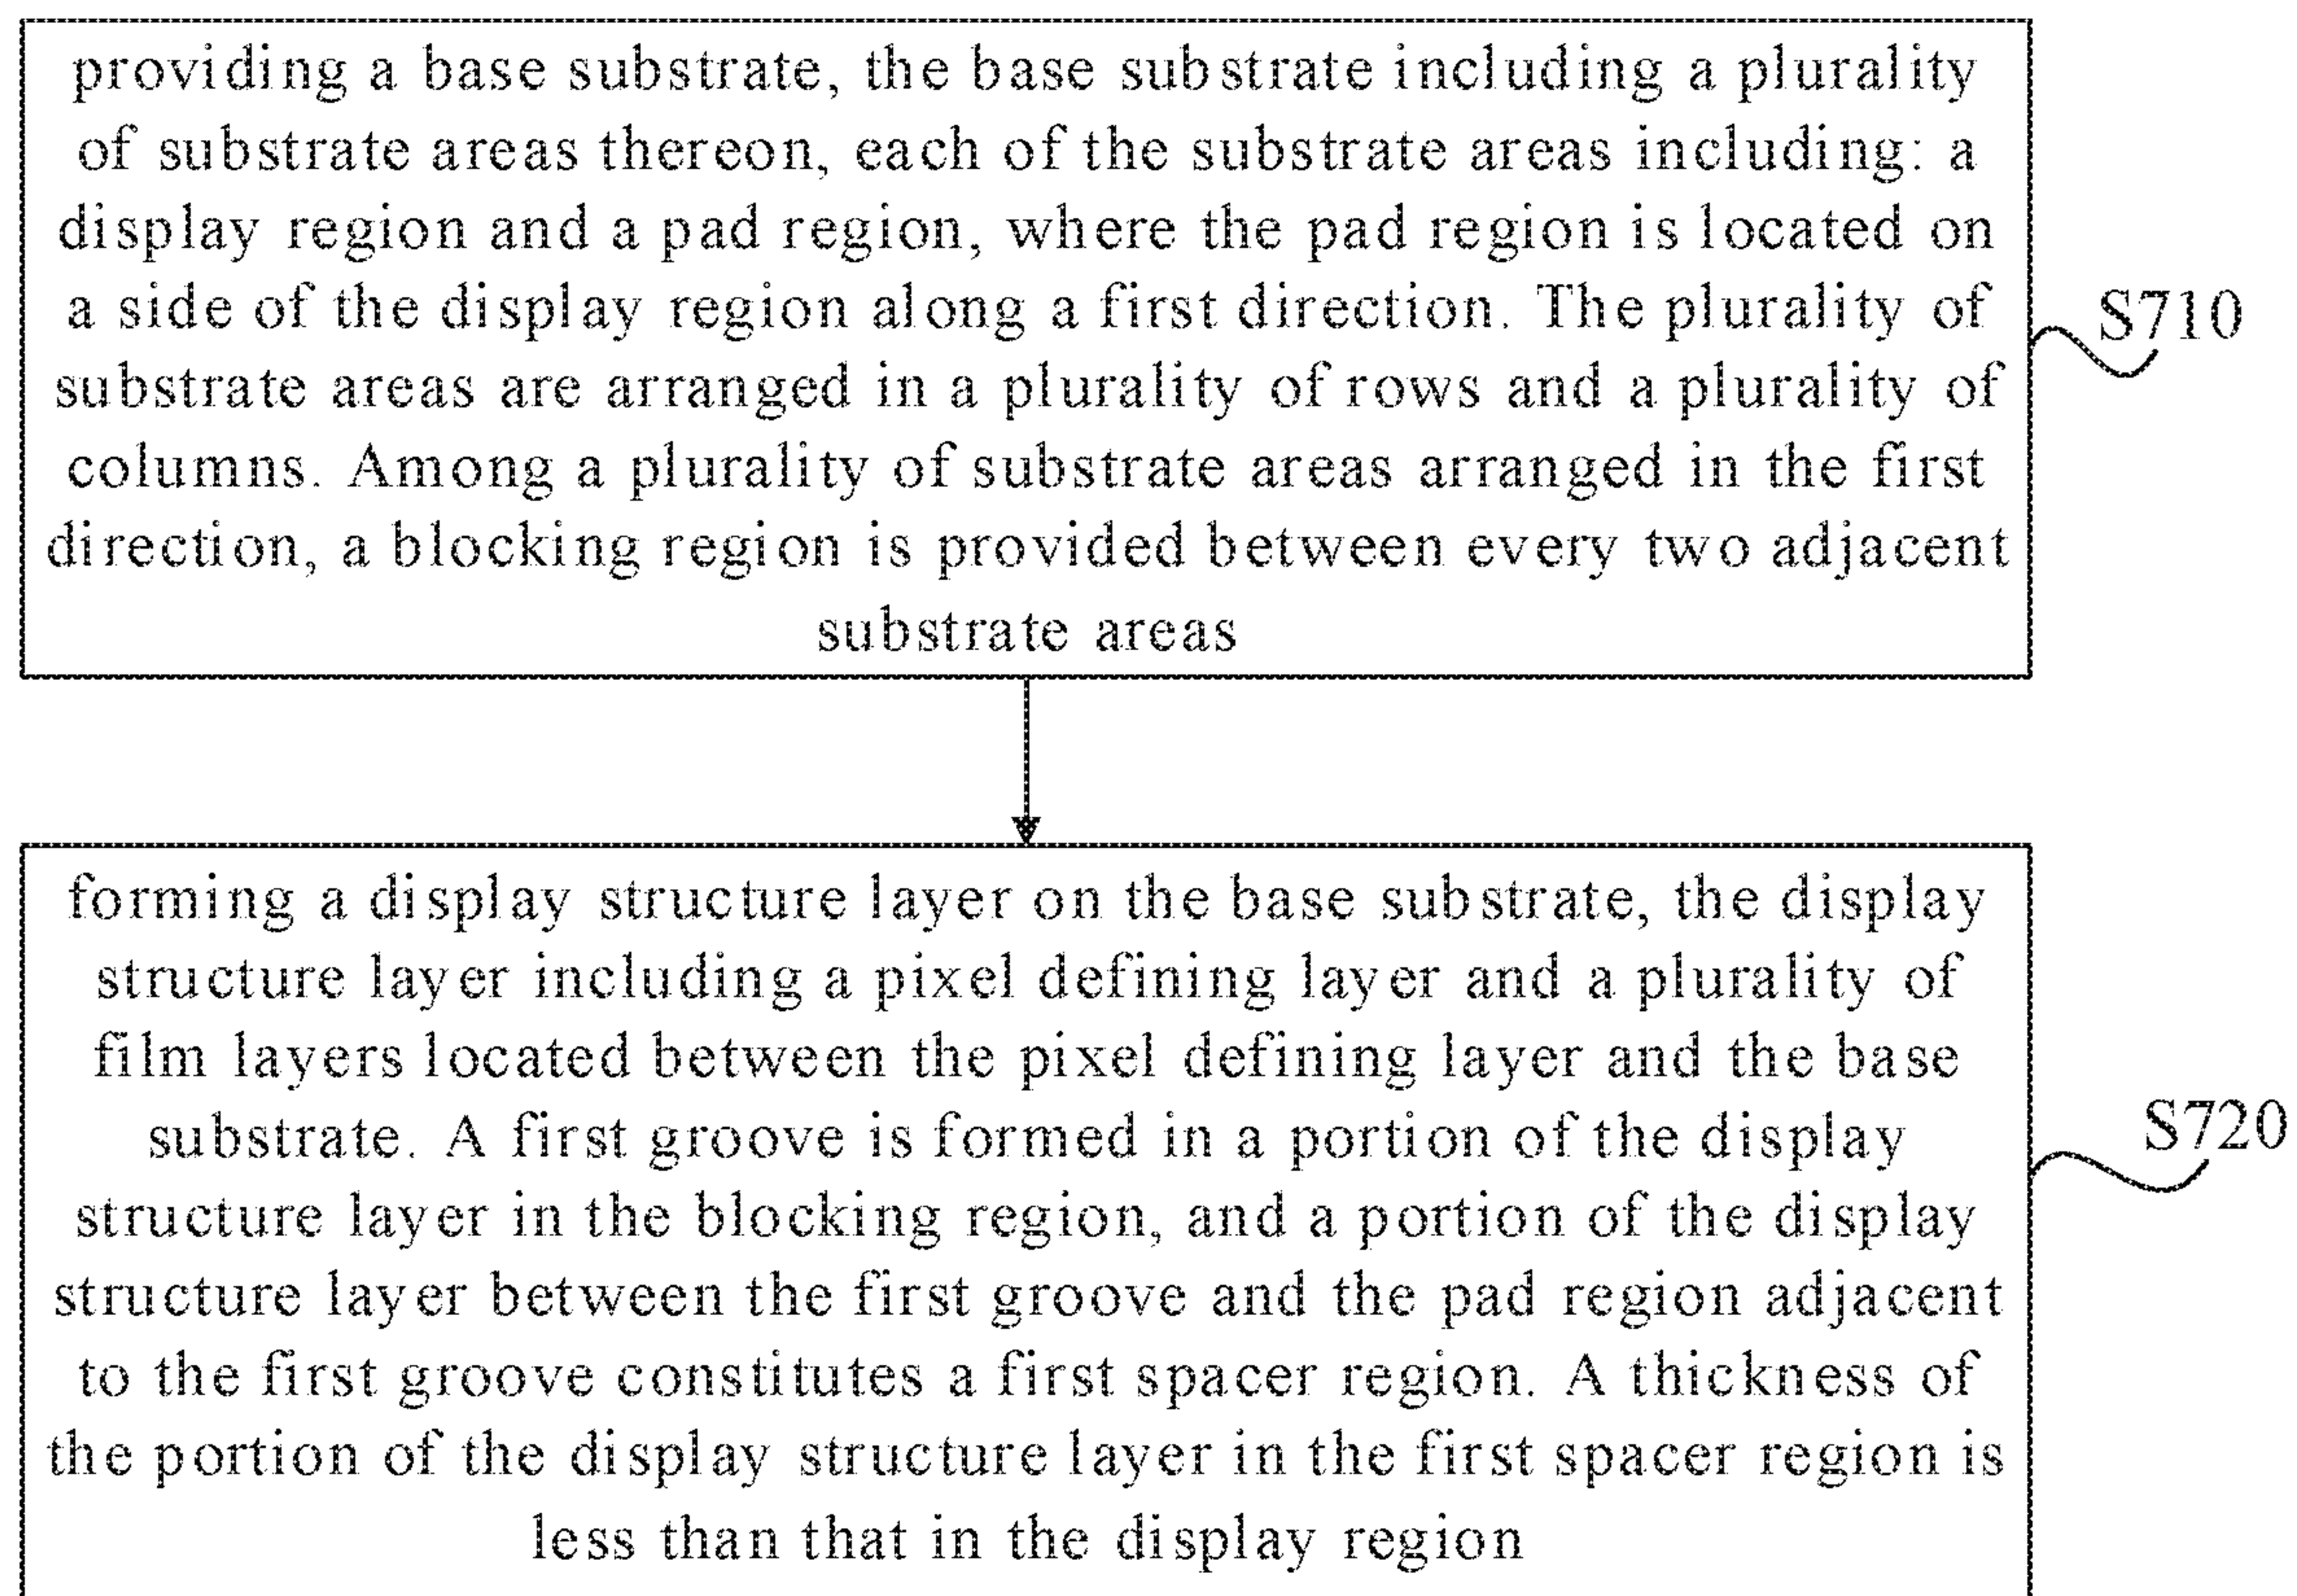 providing a base substrate, the base substrate including a plurality
of substrate areas thereon, each of the substrate areas including: a
display region and a pad region, where the pad region is located on
a side of the display region along a first direction. The plurality of
substrate areas are arranged in a plurality of rows and a plurality of
columns. Among a plurality of substrate areas arranged in the first
direction, a blocking region is provided between every two adjacent
substrate areas
S710
forming a display structure layer on the base substrate, the display
structure layer including a pixel defining layer and a plurality of
film layers located between the pixel defining layer and the base
substrate. A first groove is formed in a portion of the display
structure layer in the blocking region, and a portion of the display
structure layer between the first groove and the pad region adjacent
to the first groove constitutes a first spacer region. A thickness of
the portion of the display structure layer in the first spacer region is
less than that in the display region
S720